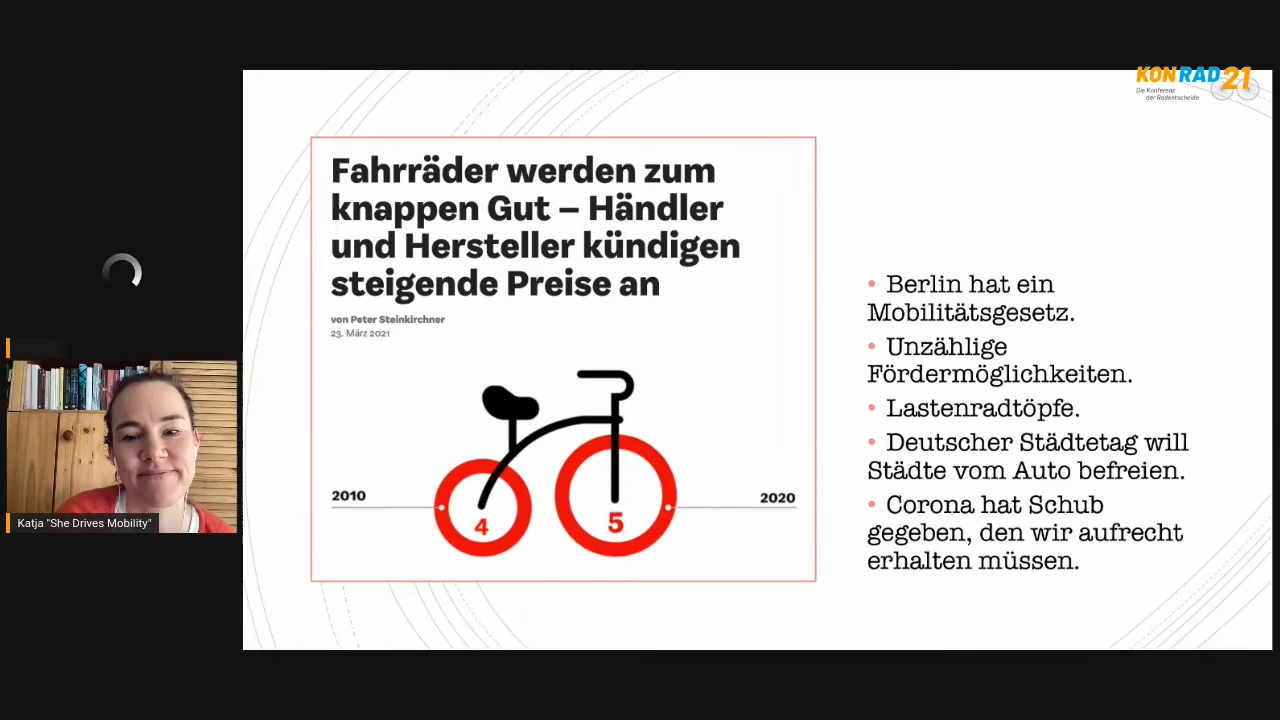 KONRAD21
Die Konferenz
der Radentscheide
Fahrräder werden zum
knappen Gut – Händler
und Hersteller kündigen
steigende Preise an
von Peter Steinkirchner
23. März 2021
2010
4
5
2020
• Berlin hat ein
Mobilitätsgesetz.
• Unzählige
Fördermöglichkeiten.
• Lastenradtöpfe.
• Deutscher Städtetag will
Städte vom Auto befreien.
• Corona hat Schub
gegeben, den wir aufrecht
erhalten müssen.
Katja "She Drives Mobility"